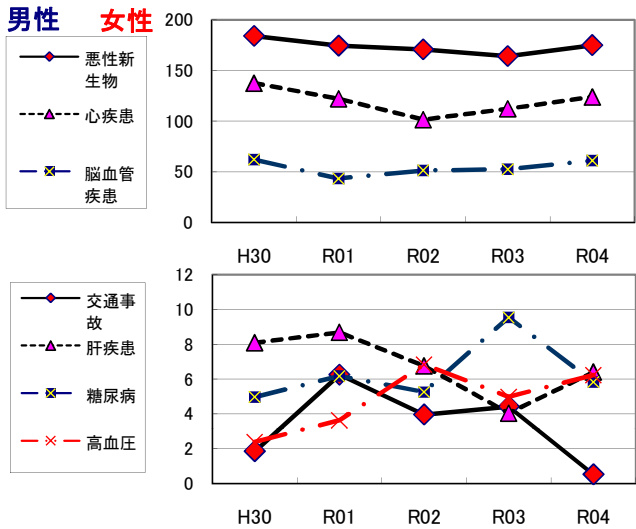 男性 女性
悪性新
生物
心疾患
脳血管
疾患
200
150
100
50
0
H30 R01 R02 R03 R04
交通事
故
肝疾患
糖尿病
高血圧
12
10
8
6
4
2
0
H30 R01 R02 R03 R04